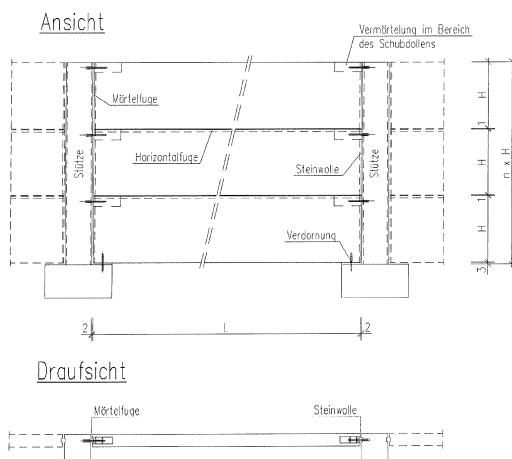 Ansicht
Vermörtelung im Bereich
des Schubdollens
Mörtelfuge
H
1
Horizontalfuge
Stütze
Steinwolle
Stütze
H
n x H
1
Verdornung
H
3
2
L
2
Draufsicht
Mörtelfuge
Steinwolle